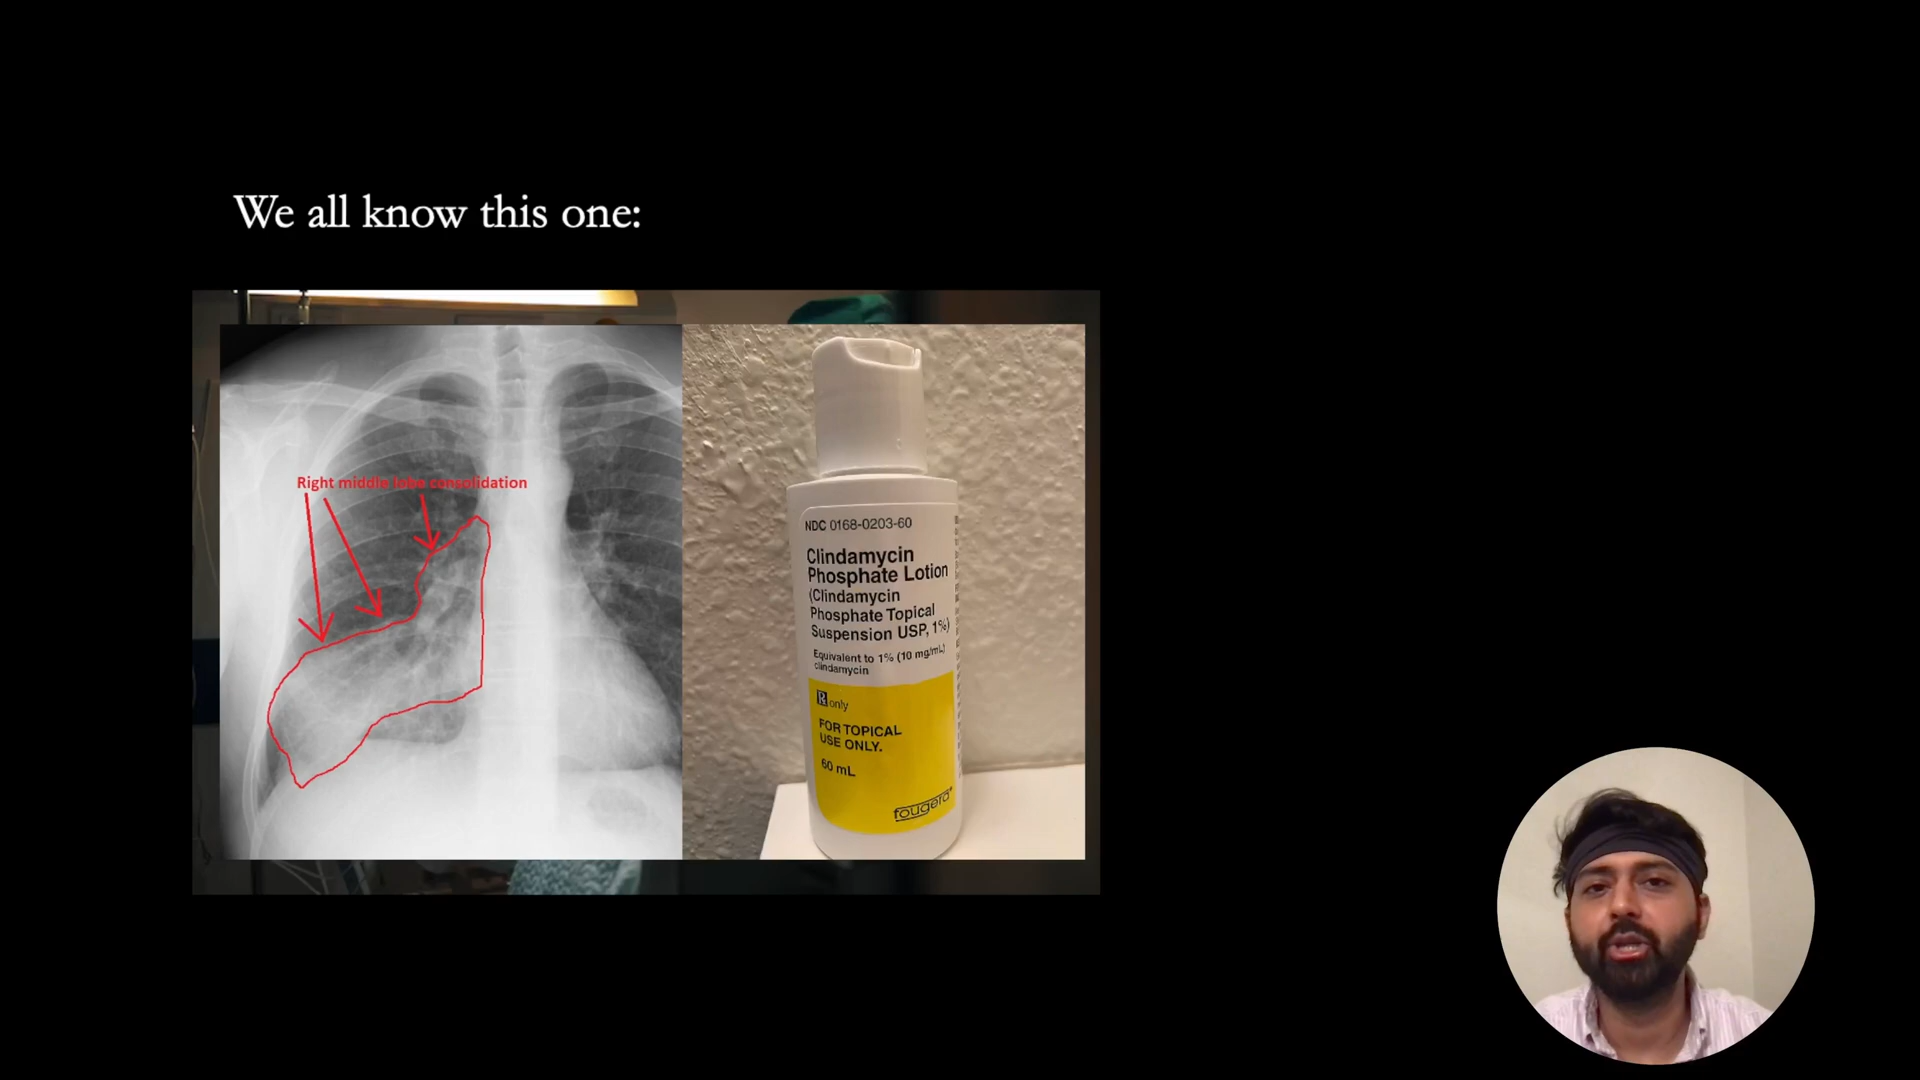 We all know this one:
Right middle lobe consolidation
NDC 0168-0203-60
Clindamycin
Phosphate Lotion
(Clindamycin
Phosphate Topical
Suspension USP, 1%)
Equivalent to 1% (10 mg/mL)
clindamycin
Rx only
FOR TOPICAL
USE ONLY.
60 mL
fougera®